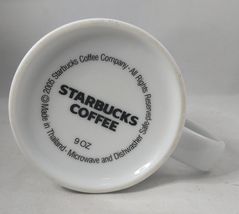 © 2005 Starbucks Coffee Company · All Rights Reserved
STARBUCKS
COFFEE
9 OZ
© Made in Thailand · Microwave and Dishwasher Safe